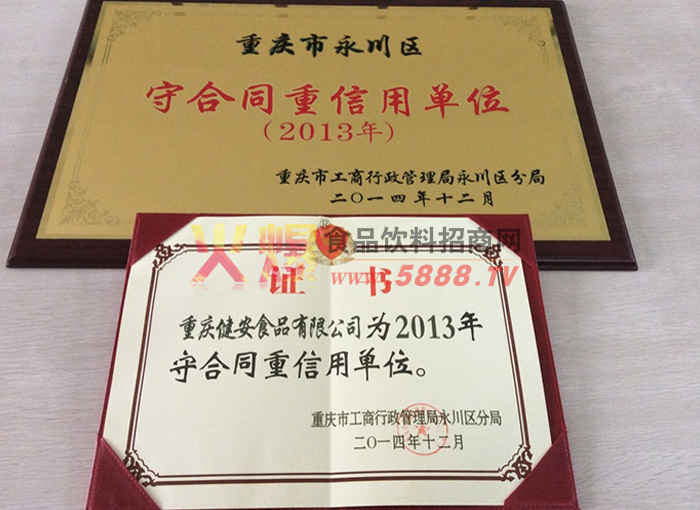 重庆市永川区
守合同重信用单位
(2013年)
重庆市工商行政管理局永川区分局
二〇一四年十二月
火爆®食品饮料招商网
www.5888.TV
证书
重庆健安食品有限公司为2013年
守合同重信用单位。
重庆市工商行政管理局永川区分局
二〇一四年十二月